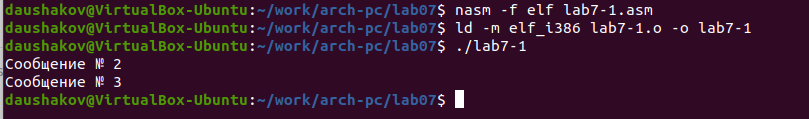 daushakov@VirtualBox-Ubuntu:~/work/arch-pc/lab07$ nasm -f elf lab7-1.asm
daushakov@VirtualBox-Ubuntu:~/work/arch-pc/lab07$ ld -m elf_i386 lab7-1.o -o lab7-1
daushakov@VirtualBox-Ubuntu:~/work/arch-pc/lab07$ ./lab7-1
Сообщение № 2
Сообщение № 3
daushakov@VirtualBox-Ubuntu:~/work/arch-pc/lab07$